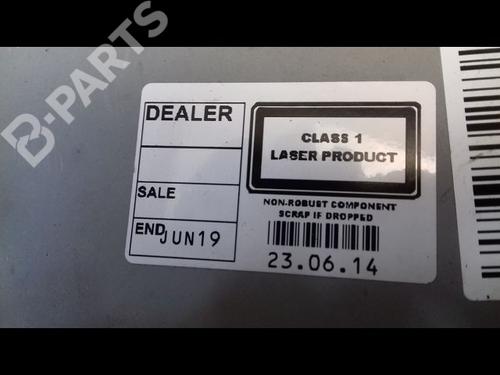 B-PARTS
DEALER
SALE
END JUN19
CLASS 1
LASER PRODUCT
NON-ROBUST COMPONENT
SCRAP IF DROPPED
23.06.14